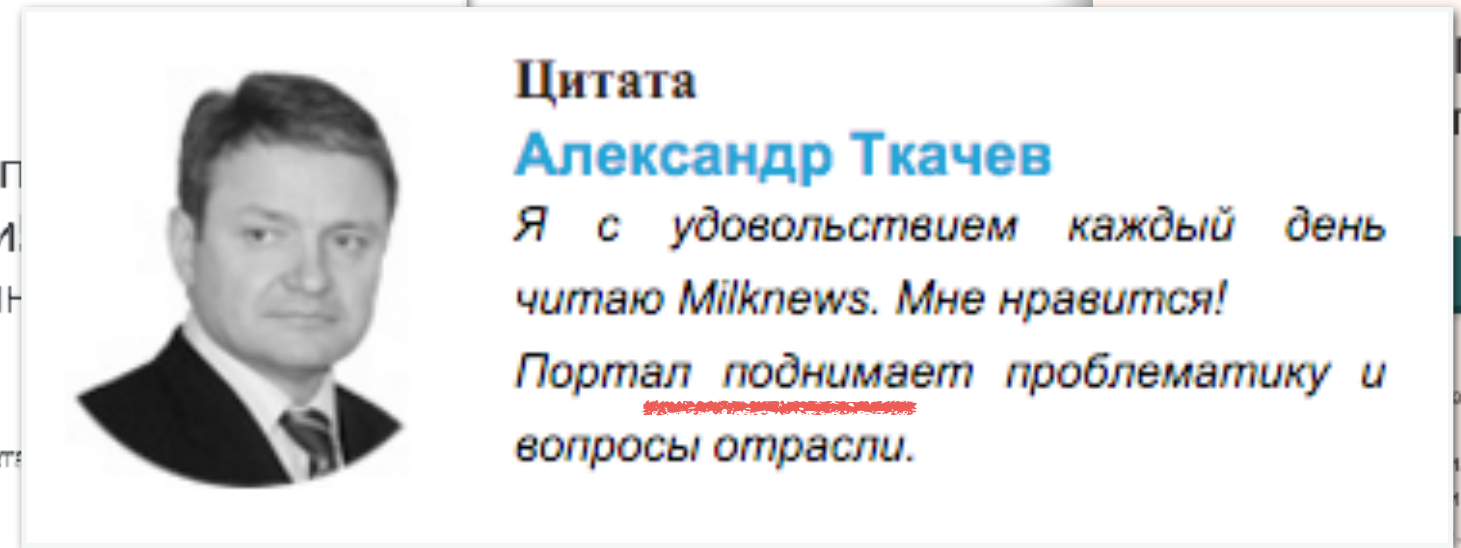 Цитата
Александр Ткачев
Я с удовольствием каждый день
читаю Milknews. Мне нравится!
Портал поднимает проблематику и
вопросы отрасли.